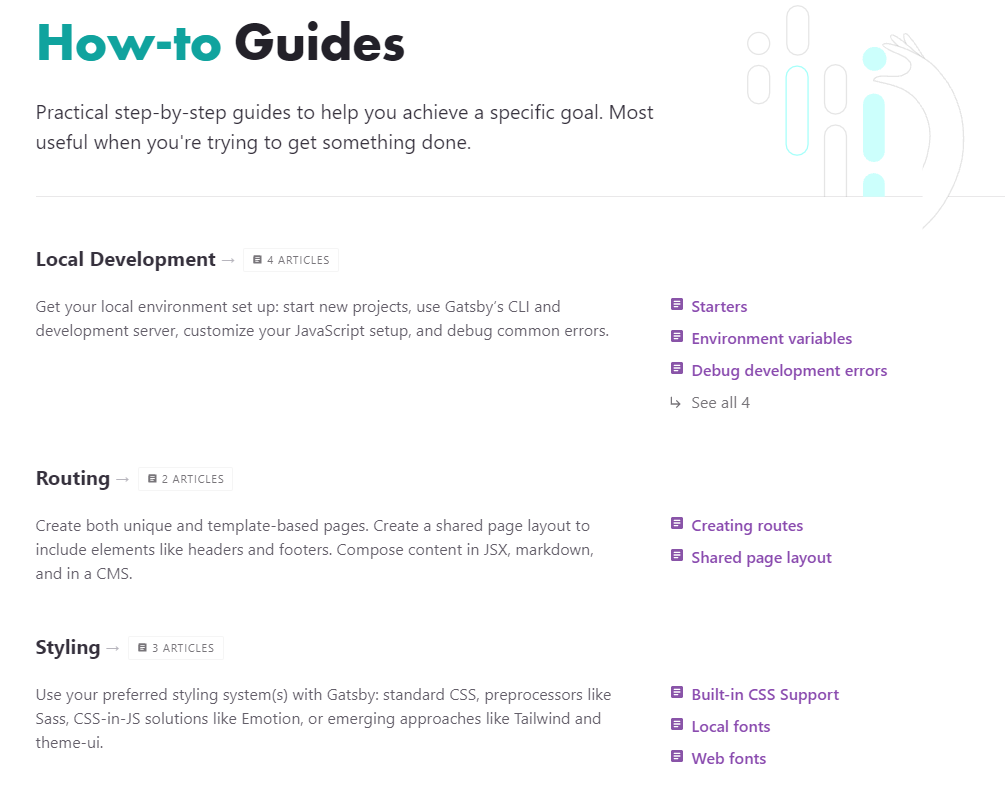 How-to Guides
Practical step-by-step guides to help you achieve a specific goal. Most
useful when you're trying to get something done.
Local Development → 4 ARTICLES
Get your local environment set up: start new projects, use Gatsby’s CLI and
development server, customize your JavaScript setup, and debug common errors.
Starters
Environment variables
Debug development errors
See all 4
Routing → 2 ARTICLES
Create both unique and template-based pages. Create a shared page layout to
include elements like headers and footers. Compose content in JSX, markdown,
and in a CMS.
Creating routes
Shared page layout
Styling → 3 ARTICLES
Use your preferred styling system(s) with Gatsby: standard CSS, preprocessors like
Sass, CSS-in-JS solutions like Emotion, or emerging approaches like Tailwind and
theme-ui.
Built-in CSS Support
Local fonts
Web fonts